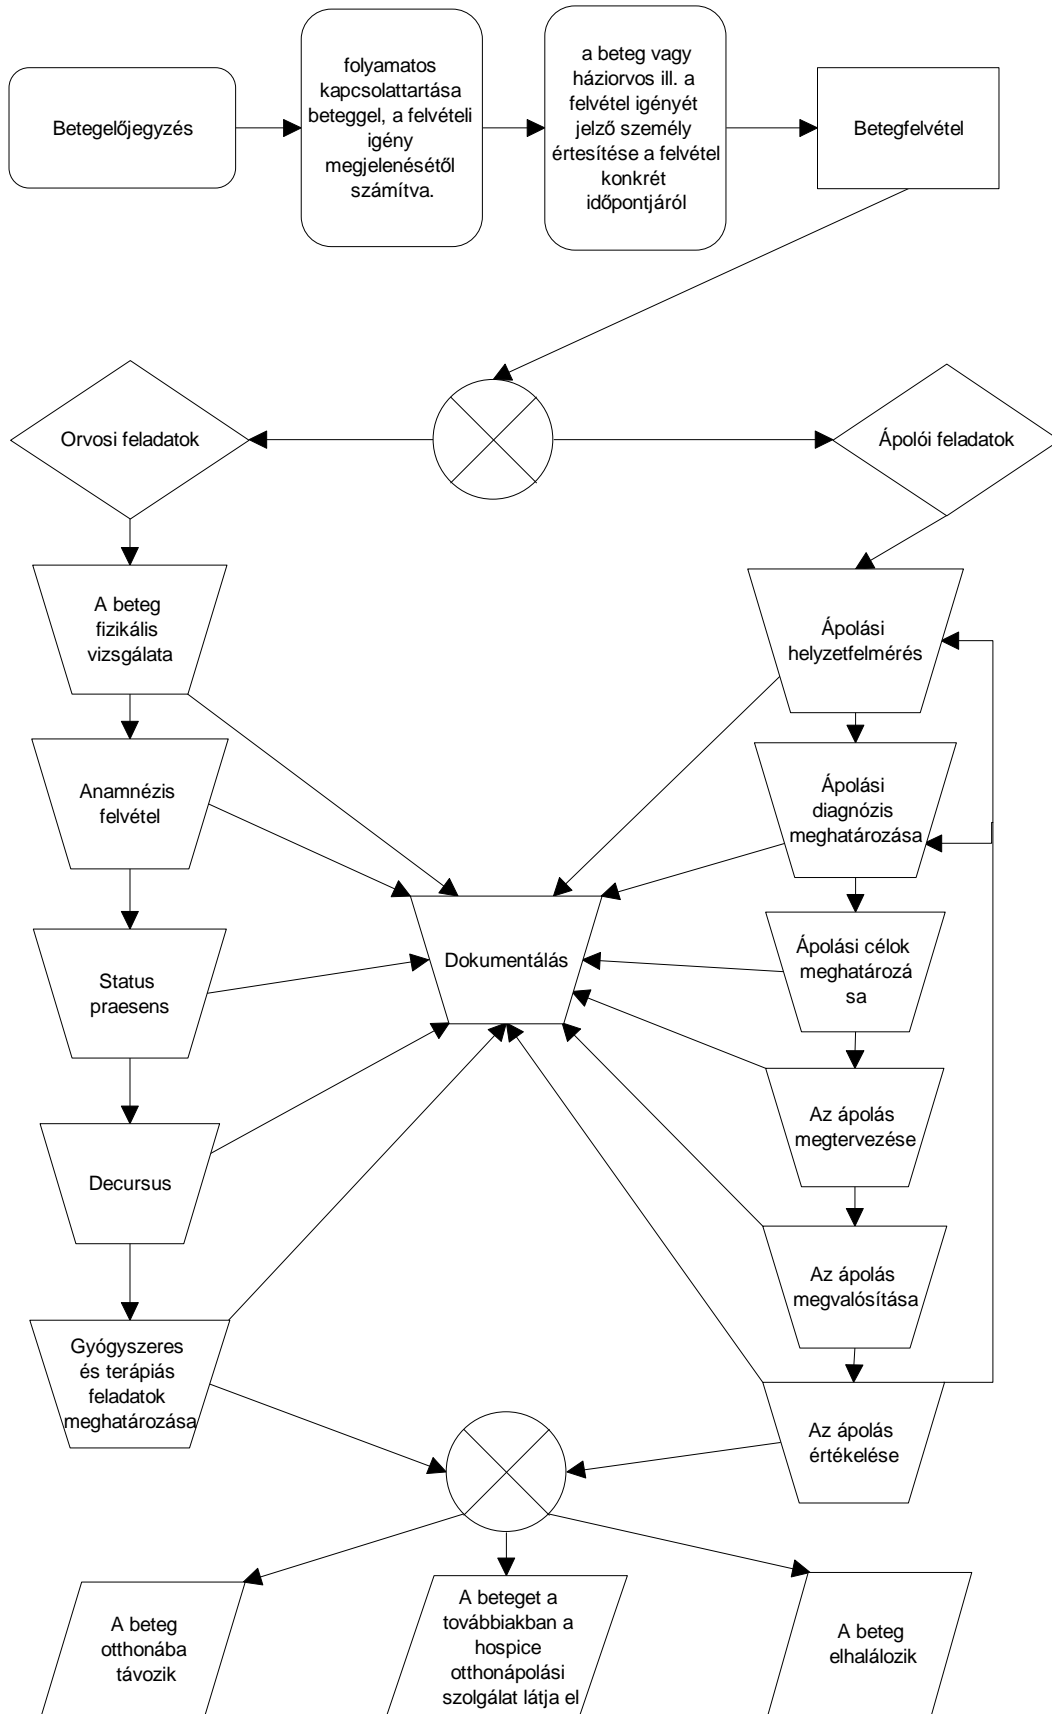 Betegelőjegyzés
folyamatos
kapcsolattartása
beteggel, a felvételi
igény
megjelenésétől
számítva.
a beteg vagy
háziorvos ill. a
felvétel igényét
jelző személy
értesítése a felvétel
konkrét
időpontjáról
Betegfelvétel
Orvosi feladatok
Ápolói feladatok
A beteg
fizikális
vizsgálata
Anamnézis
felvétel
Status
praesens
Decursus
Gyógyszeres
és terápiás
feladatok
meghatározása
Dokumentálás
Ápolási
helyzetfelmérés
Ápolási
diagnózis
meghatározása
Ápolási célok
meghatározá
sa
Az ápolás
megtervezése
Az ápolás
megvalósítása
Az ápolás
értékelése
A beteg
otthonába
távozik
A beteget a
továbbiakban a
hospice
otthonápolási
szolgálat látja el
A beteg
elhalálozik